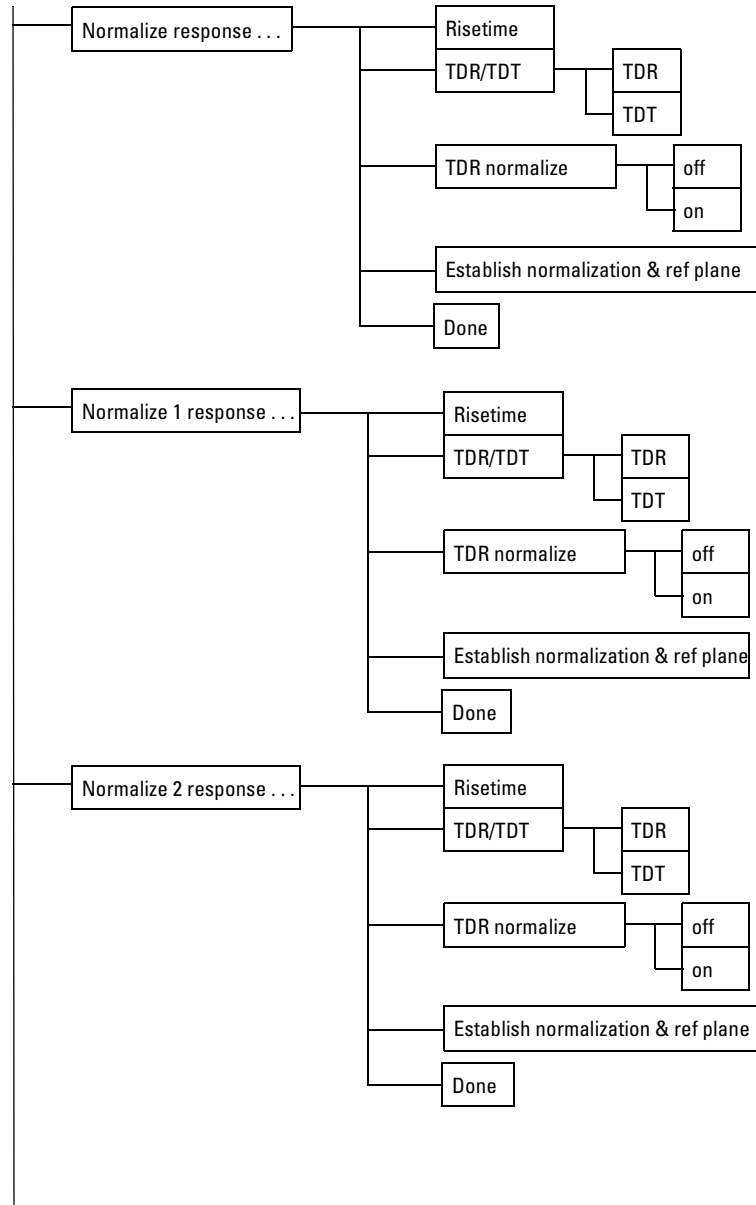 Normalize response . . .
Risetime
TDR/TDT
TDR
TDT
TDR normalize
off
on
Establish normalization & ref plane
Done
Normalize 1 response . . .
Risetime
TDR/TDT
TDR
TDT
TDR normalize
off
on
Establish normalization & ref plane
Done
Normalize 2 response . . .
Risetime
TDR/TDT
TDR
TDT
TDR normalize
off
on
Establish normalization & ref plane
Done